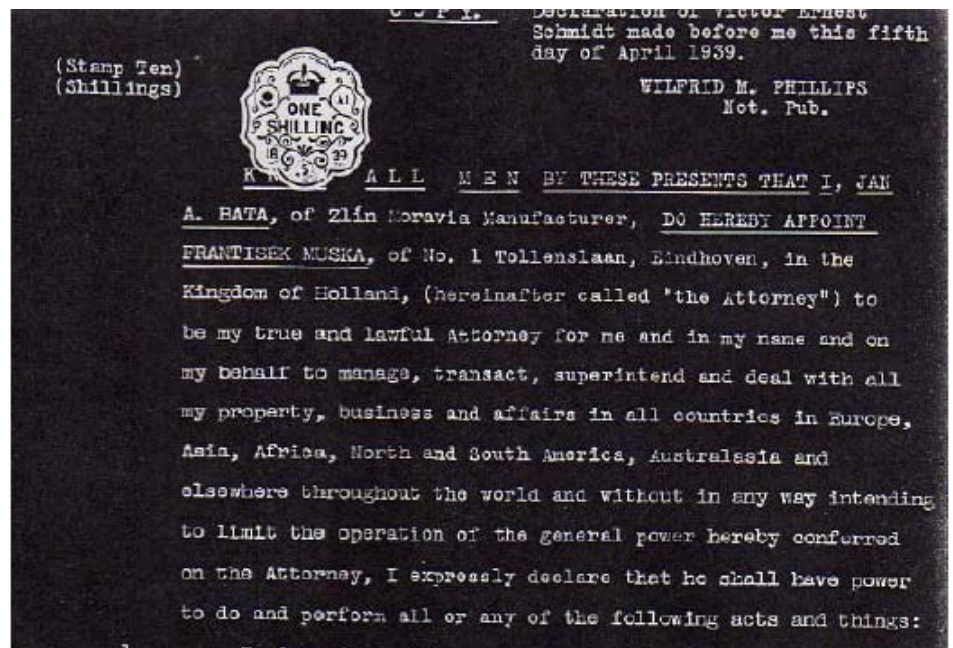 COPY.
Declaration of Victor Ernest
Schmidt made before me this fifth
day of April 1939.
(Stamp Ten)
(Shillings)
WILFRID M. PHILLIPS
Not. Pub.
ONE
SHILLING
A1
18 39
5
ALL MEN BY THESE PRESENTS THAT I, JAN
A. BATA, of Zlín Moravia Manufacturer, DO HEREBY APPOINT
FRANTISEK MUSKA, of No. 1 Tollenslaan, Eindhoven, in the
Kingdom of Holland, (hereinafter called "the Attorney") to
be my true and lawful Attorney for me and in my name and on
my behalf to manage, transact, superintend and deal with all
my property, business and affairs in all countries in Europe,
Asia, Africa, North and South America, Australasia and
elsewhere throughout the world and without in any way intending
to limit the operation of the general power hereby conferred
on the Attorney, I expressly declare that he shall have power
to do and perform all or any of the following acts and things: